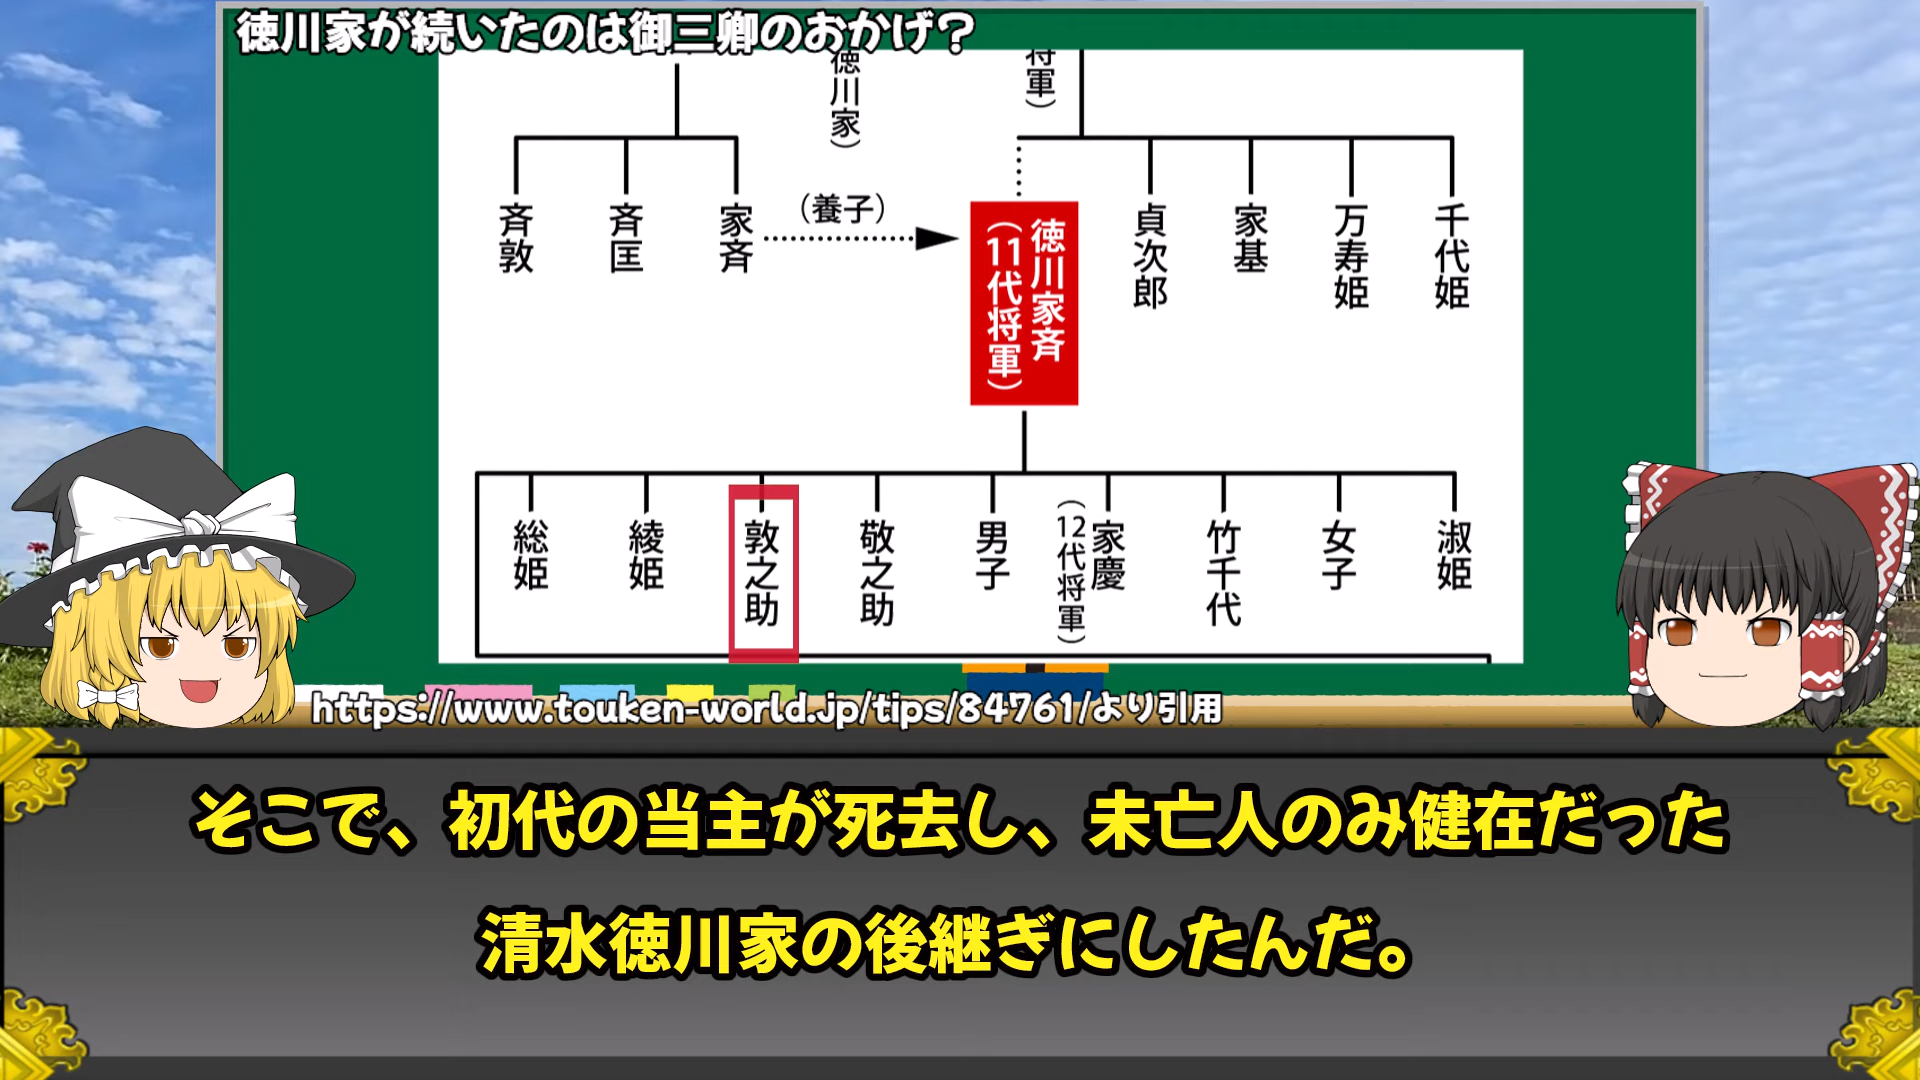 徳川家が続いたのは御三卿のおかげ?
徳川家)
将軍)
斉敦
斉匡
家斉
(養子)
徳川家斉
(11代将軍)
貞次郎
家基
万寿姫
千代姫
総姫
綾姫
敦之助
敬之助
男子
家慶
(12代将軍)
竹千代
女子
淑姫
https://www.touken-world.jp/tips/84761/より引用
そこで、初代の当主が死去し、未亡人のみ健在だった
清水徳川家の後継ぎにしたんだ。